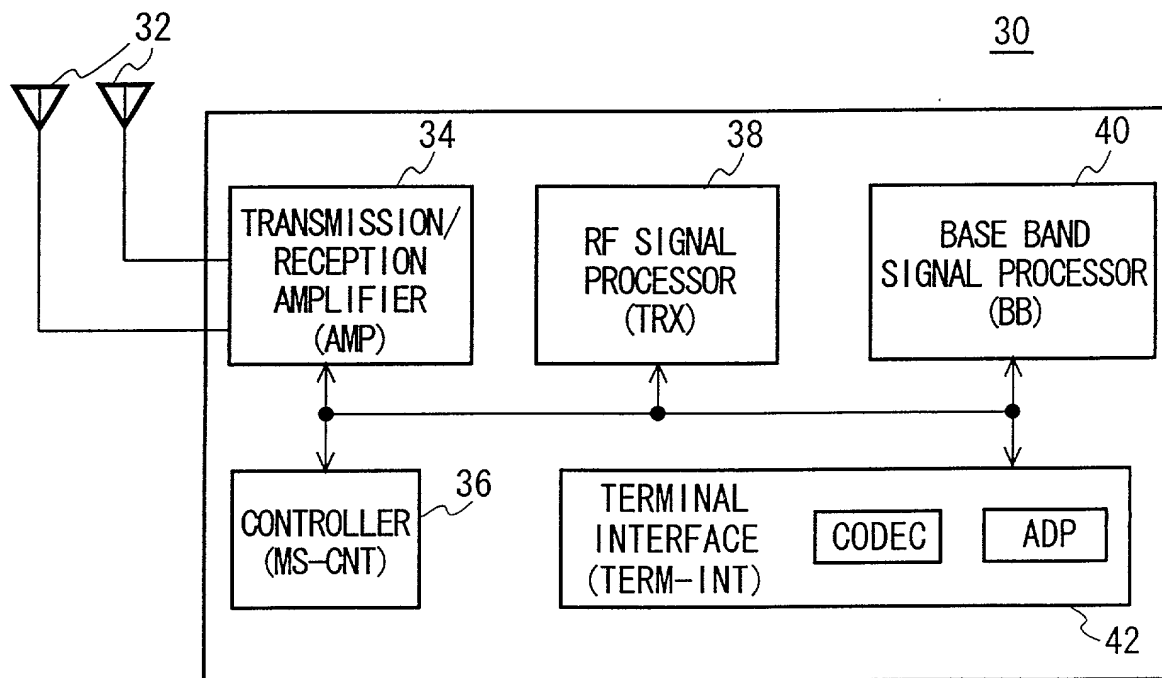 32
30
34
38
40
TRANSMISSION/
RECEPTION
AMPLIFIER
(AMP)
RF SIGNAL
PROCESSOR
(TRX)
BASE BAND
SIGNAL PROCESSOR
(BB)
36
CONTROLLER
(MS-CNT)
TERMINAL
INTERFACE
(TERM-INT)
CODEC
ADP
42